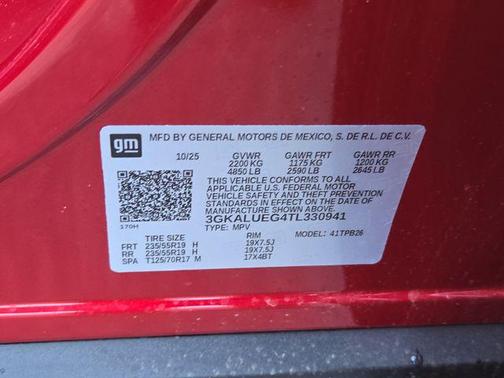 gm
MFD BY GENERAL MOTORS DE MEXICO, S. DE R.L. DE C.V.
10/25 GVWR GAWR FRT GAWR RR
2200 KG 1175 KG 1200 KG
4850 LB 2590 LB 2645 LB
THIS VEHICLE CONFORMS TO ALL
APPLICABLE U.S. FEDERAL MOTOR
VEHICLE SAFETY AND THEFT PREVENTION
STANDARDS IN EFFECT ON THE DATE OF
MANUFACTURE SHOWN ABOVE.
3GKALUEG4TL330941
170H TYPE: MPV MODEL: 41TPB26
TIRE SIZE RIM
FRT 235/55R19 H 19X7.5J
RR 235/55R19 H 19X7.5J
SPA T125/70R17 M 17X4BT